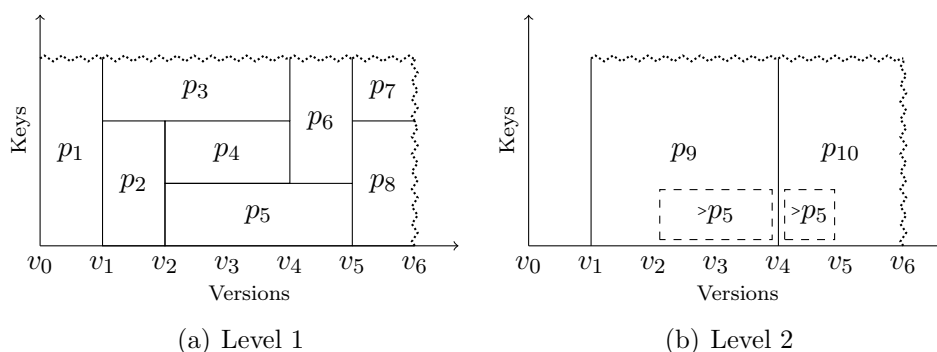 Keys
p3
p7
p6
p1
p4
p10
p9
p2
p8
p5
>p5
>p5
v0 v1 v2 v3 v4 v5 v6
Versions
(a) Level 1
Keys
v0 v1 v2 v3 v4 v5 v6
Versions
(b) Level 2